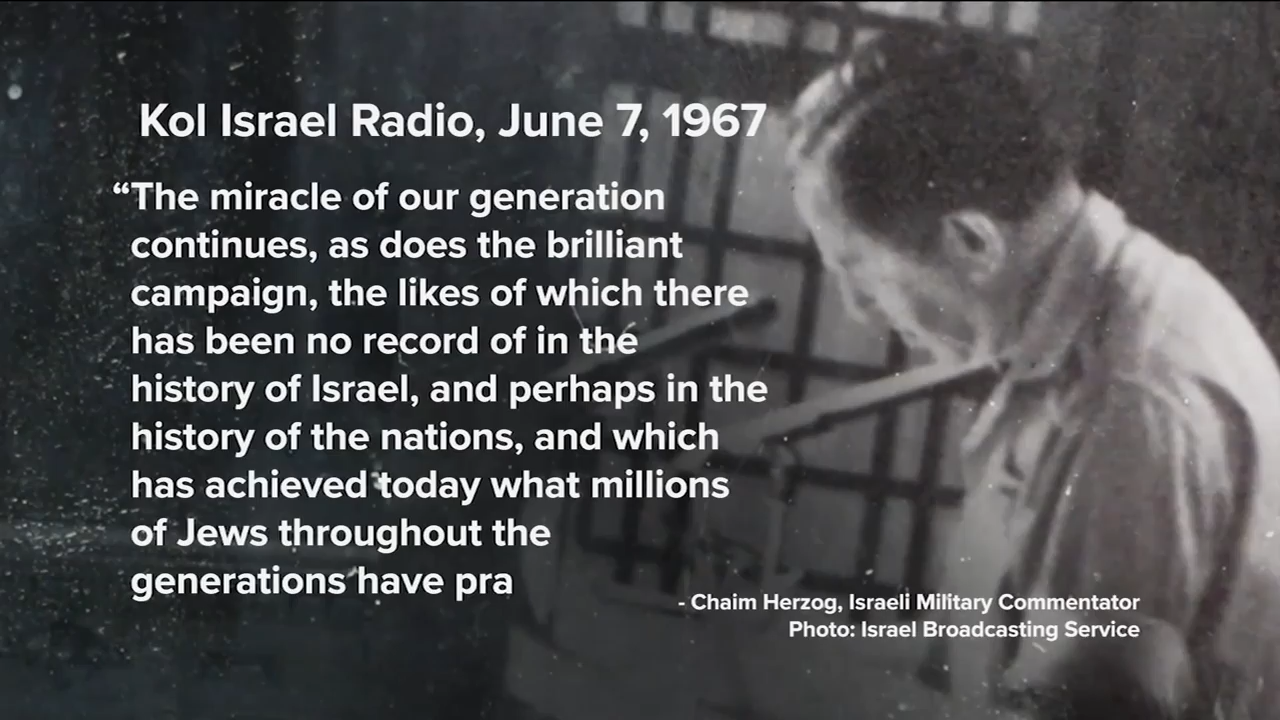 Kol Israel Radio, June 7, 1967
“The miracle of our generation
continues, as does the brilliant
campaign, the likes of which there
has been no record of in the
history of Israel, and perhaps in the
history of the nations, and which
has achieved today what millions
of Jews throughout the
generations have pra
- Chaim Herzog, Israeli Military Commentator
Photo: Israel Broadcasting Service